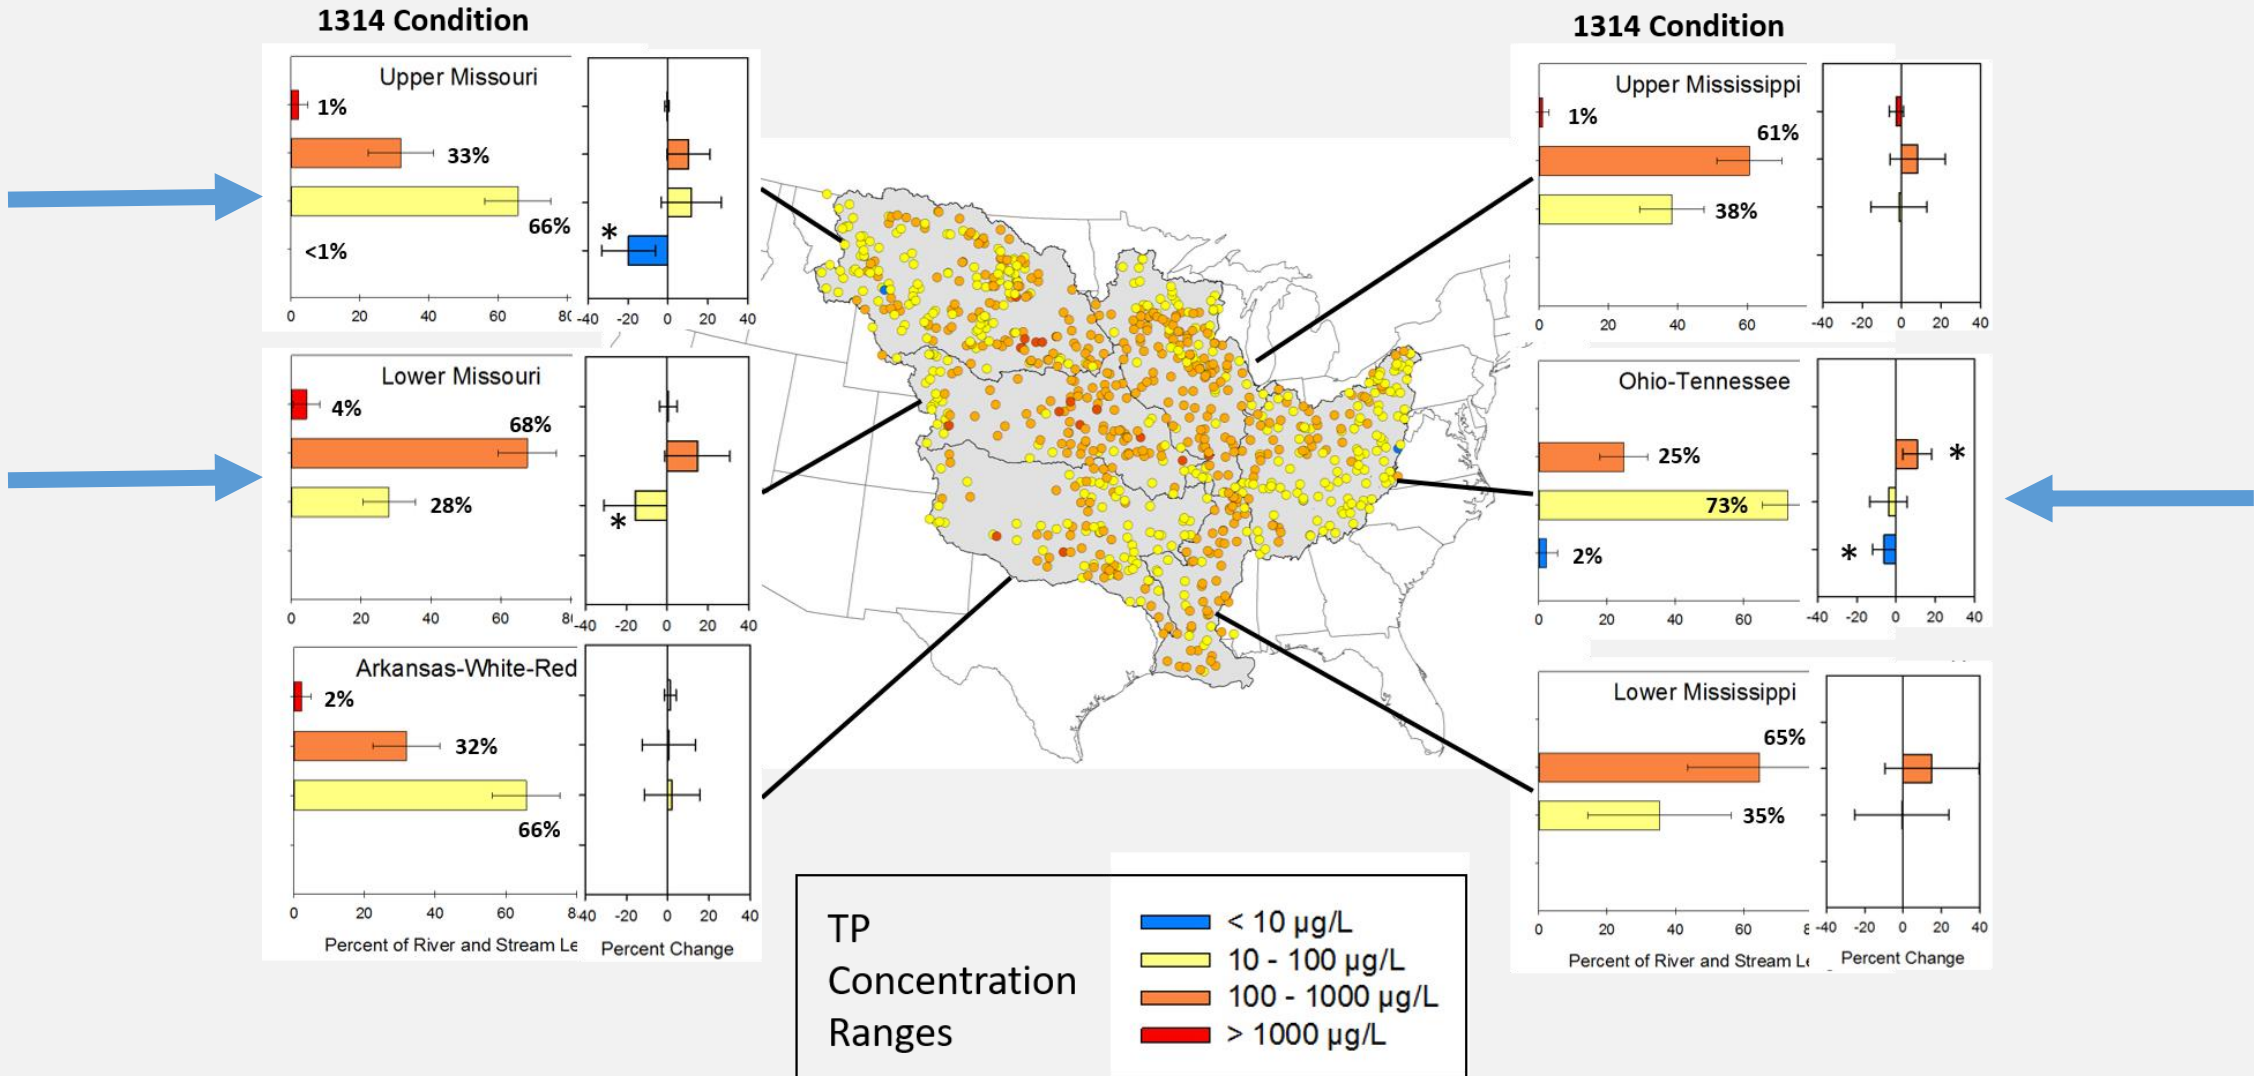 1314 Condition
Upper Missouri
1%
33%
66%
*
<1%
0 20 40 60 80 -40 -20 0 20 40
Lower Missouri
4%
68%
28%
*
0 20 40 60 -40 -20 0 20 40
Arkansas-White-Red
2%
32%
66%
0 20 40 60 -40 -20 0 20 40
Percent of River and Stream Le Percent Change
1314 Condition
Upper Mississippi
1%
61%
38%
0 20 40 60 -40 -20 0 20 40
Ohio-Tennessee
25%
*
73%
2%
*
0 20 40 60 -40 -20 0 20 40
Lower Mississippi
65%
35%
0 20 40 60 -40 -20 0 20 40
Percent of River and Stream Le Percent Change
TP
Concentration
Ranges
< 10 µg/L
10 - 100 µg/L
100 - 1000 µg/L
> 1000 µg/L